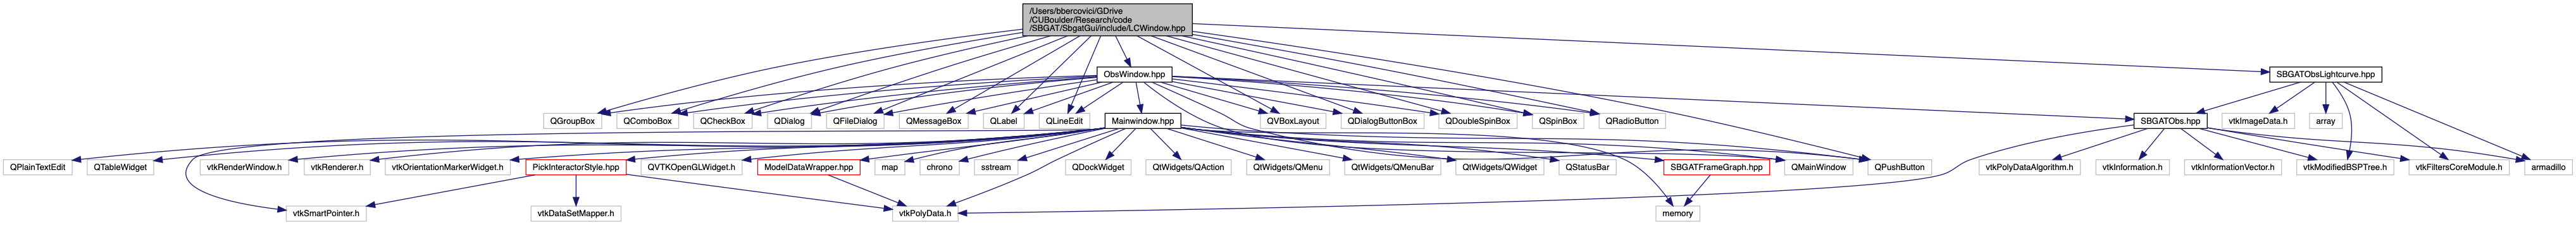 /Users/bbercovici/GDrive
/CUBoulder/Research/code
/SBGAT/SbgatGui/include/LCWindow.hpp
ObsWindow.hpp
SBGATObsLightcurve.hpp
QGroupBox
QComboBox
QCheckBox
QDialog
QFileDialog
QMessageBox
QLabel
QLineEdit
Mainwindow.hpp
QVBoxLayout
QDialogButtonBox
QDoubleSpinBox
QSpinBox
QRadioButton
SBGATObs.hpp
vtkImageData.h
array
QPlainTextEdit
QTableWidget
vtkRenderWindow.h
vtkRenderer.h
vtkOrientationMarkerWidget.h
PickInteractorStyle.hpp
QVTKOpenGLWidget.h
ModelDataWrapper.hpp
map
chrono
sstream
QDockWidget
QtWidgets/QAction
QtWidgets/QMenu
QtWidgets/QMenuBar
QtWidgets/QWidget
QStatusBar
SBGATFrameGraph.hpp
QMainWindow
QPushButton
vtkPolyDataAlgorithm.h
vtkInformation.h
vtkInformationVector.h
vtkModifiedBSPTree.h
vtkFiltersCoreModule.h
armadillo
vtkSmartPointer.h
vtkDataSetMapper.h
vtkPolyData.h
memory